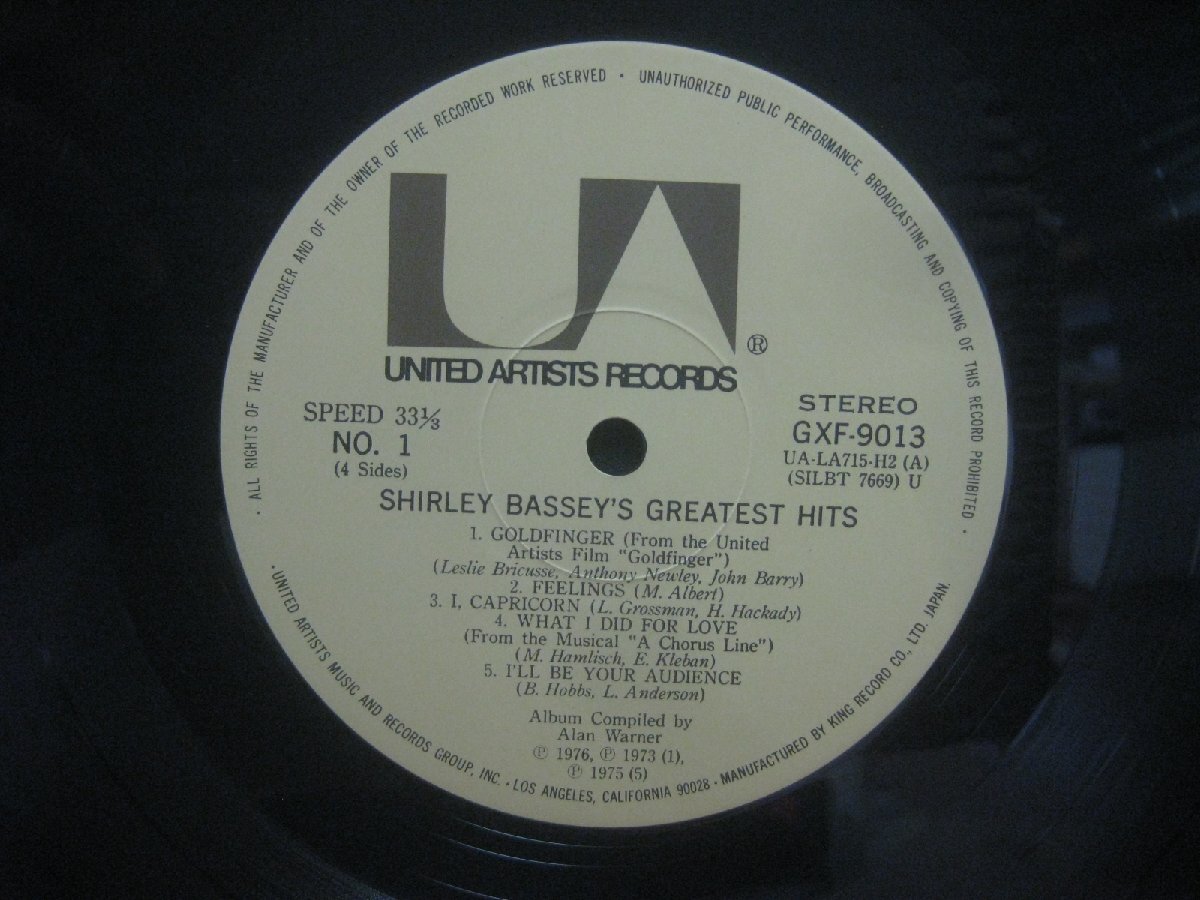 · ALL RIGHTS OF THE MANUFACTURER AND OF THE OWNER OF THE RECORDED WORK RESERVED · UNAUTHORIZED PUBLIC PERFORMANCE, BROADCASTING AND COPYING OF THIS RECORD PROHIBITED ·
UA ®
UNITED ARTISTS RECORDS
SPEED 33⅓
NO. 1
(4 Sides)
STEREO
GXF-9013
UA-LA715-H2 (A)
(SILBT 7669) U
SHIRLEY BASSEY'S GREATEST HITS
1. GOLDFINGER (From the United
Artists Film "Goldfinger")
(Leslie Bricusse, Anthony Newley, John Barry)
2. FEELINGS (M. Albert)
3. I, CAPRICORN (L. Grossman, H. Hackady)
4. WHAT I DID FOR LOVE
(From the Musical "A Chorus Line")
(M. Hamlisch, E. Kleban)
5. I'LL BE YOUR AUDIENCE
(B. Hobbs, L. Anderson)
Album Compiled by
Alan Warner
℗ 1976, ℗ 1973 (1),
℗ 1975 (5)
· UNITED ARTISTS MUSIC AND RECORDS GROUP, INC. · LOS ANGELES, CALIFORNIA 90028 · MANUFACTURED BY KING RECORD CO., LTD. JAPAN.